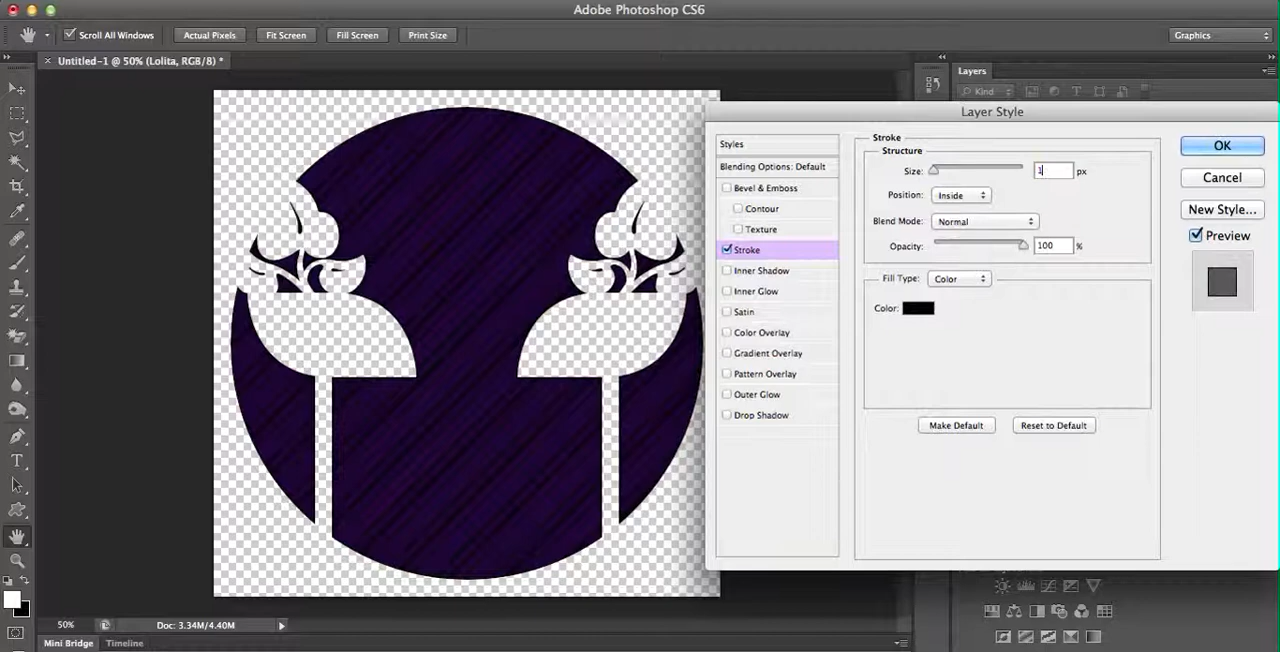 Adobe Photoshop CS6
Scroll All Windows Actual Pixels Fit Screen Fill Screen Print Size Graphics
Untitled-1 @ 50% (Lolita, RGB/8) *
Layers
Kind
Layer Style
Styles
Blending Options: Default
Bevel & Emboss
Contour
Texture
Stroke
Inner Shadow
Inner Glow
Satin
Color Overlay
Gradient Overlay
Pattern Overlay
Outer Glow
Drop Shadow
Stroke
Structure
Size: 1 px
Position: Inside
Blend Mode: Normal
Opacity: 100 %
Fill Type: Color
Color:
Make Default Reset to Default
OK
Cancel
New Style...
Preview
50% Doc: 3.34M/4.40M
Mini Bridge Timeline